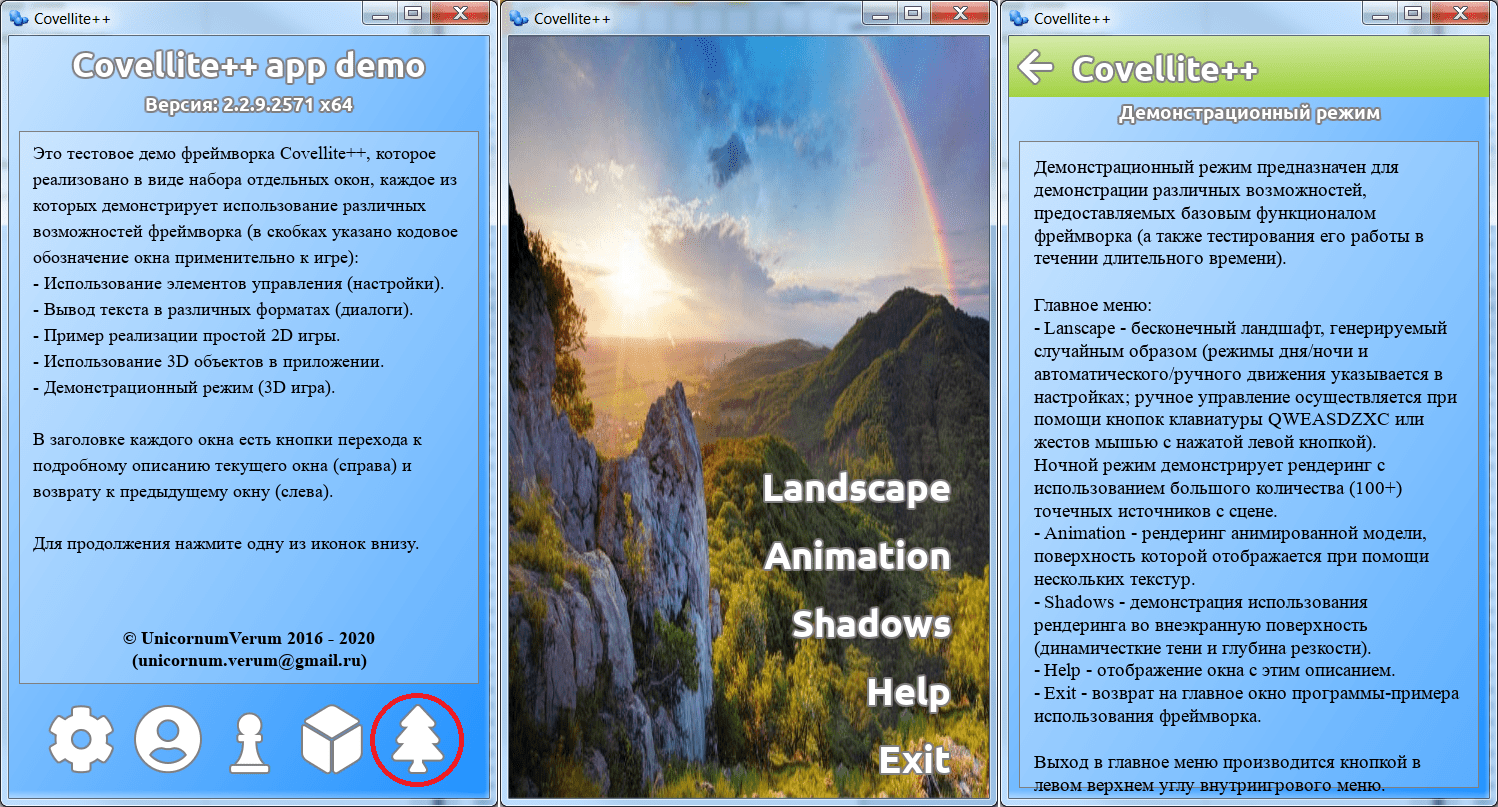 Covellite++
Covellite++ app demo
Версия: 2.2.9.2571 x64
Это тестовое демо фреймворка Covellite++, которое
реализовано в виде набора отдельных окон, каждое из
которых демонстрирует использование различных
возможностей фреймворка (в скобках указано кодовое
обозначение окна применительно к игре):
- Использование элементов управления (настройки).
- Вывод текста в различных форматах (диалоги).
- Пример реализации простой 2D игры.
- Использование 3D объектов в приложении.
- Демонстрационный режим (3D игра).
В заголовке каждого окна есть кнопки перехода к
подробному описанию текущего окна (справа) и
возврату к предыдущему окну (слева).
Для продолжения нажмите одну из иконок внизу.
© UnicornumVerum 2016 - 2020
(unicornum.verum@gmail.ru)
Covellite++
Landscape
Animation
Shadows
Help
Exit
Covellite++
Covellite++
Демонстрационный режим
Демонстрационный режим предназначен для
демонстрации различных возможностей,
предоставляемых базовым функционалом
фреймворка (а также тестирования его работы в
течении длительного времени).
Главное меню:
- Lanscape - бесконечный ландшафт, генерируемый
случайным образом (режимы дня/ночи и
автоматического/ручного движения указывается в
настройках; ручное управление осуществляется при
помощи кнопок клавиатуры QWEASDZXC или
жестов мышью с нажатой левой кнопкой).
Ночной режим демонстрирует рендеринг с
использованием большого количества (100+)
точечных источников с сцене.
- Animation - рендеринг анимированной модели,
поверхность которой отображается при помощи
нескольких текстур.
- Shadows - демонстрация использования
рендеринга во внеэкранную поверхность
(динамичесткие тени и глубина резкости).
- Help - отображение окна с этим описанием.
- Exit - возврат на главное окно программы-примера
использования фреймворка.
Выход в главное меню производится кнопкой в
левом верхнем углу внутриигрового меню.